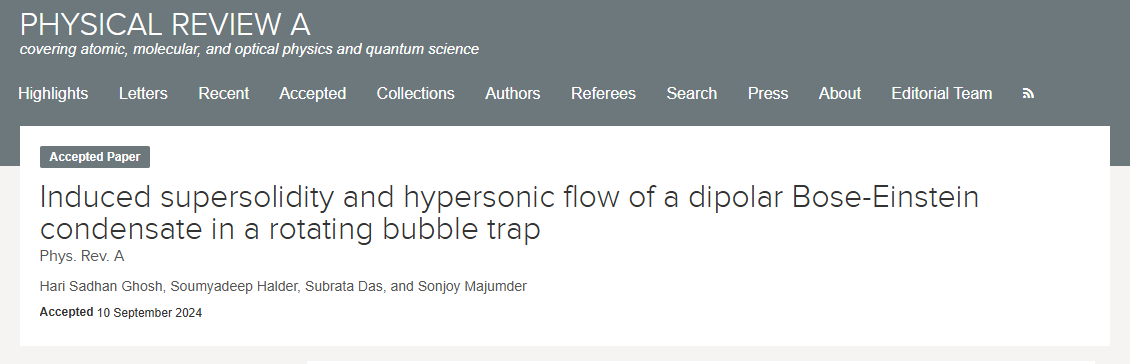 PHYSICAL REVIEW A
covering atomic, molecular, and optical physics and quantum science
Highlights Letters Recent Accepted Collections Authors Referees Search Press About Editorial Team
Accepted Paper
Induced supersolidity and hypersonic flow of a dipolar Bose-Einstein
condensate in a rotating bubble trap
Phys. Rev. A
Hari Sadhan Ghosh, Soumyadeep Halder, Subrata Das, and Sonjoy Majumder
Accepted 10 September 2024